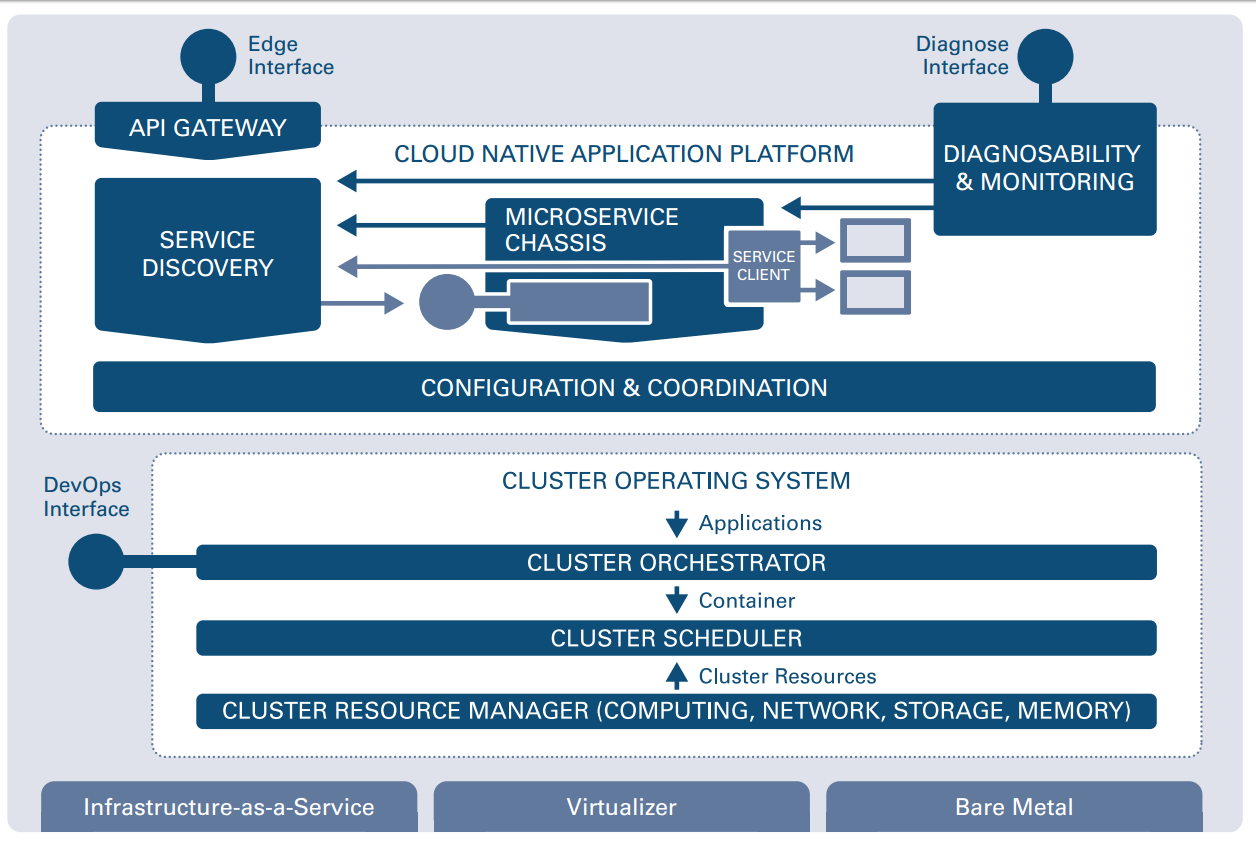 Edge
Interface
Diagnose
Interface
API GATEWAY
CLOUD NATIVE APPLICATION PLATFORM
DIAGNOSABILITY
& MONITORING
SERVICE
DISCOVERY
MICROSERVICE
CHASSIS
SERVICE
CLIENT
CONFIGURATION & COORDINATION
DevOps
Interface
CLUSTER OPERATING SYSTEM
Applications
CLUSTER ORCHESTRATOR
Container
CLUSTER SCHEDULER
Cluster Resources
CLUSTER RESOURCE MANAGER (COMPUTING, NETWORK, STORAGE, MEMORY)
Infrastructure-as-a-Service
Virtualizer
Bare Metal